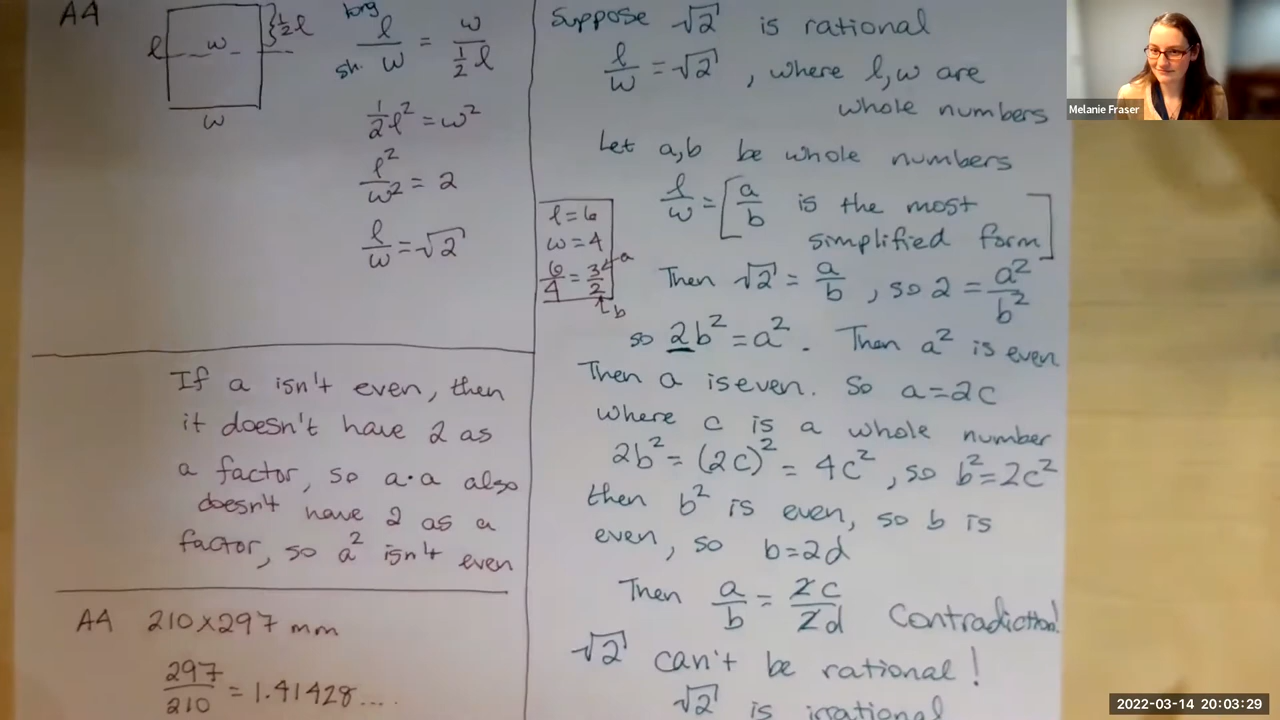 A4
l
w
}½l
w
long
sh.
l/w = w/½l
½l² = w²
l²/w² = 2
l/w = √2
If a isn't even, then
it doesn't have 2 as
a factor, so a·a also
doesn't have 2 as a
factor, so a² isn't even
A4 210×297 mm
297/210 = 1.41428....
Suppose √2 is rational
l/w = √2 , where l,w are
whole numbers
Let a,b be whole numbers
l/w = [a/b is the most
simplified form]
l=6
w=4
6/4 = 3/2
a
b
Then √2 = a/b , so 2 = a²/b²
so 2b² = a². Then a² is even
Then a is even. So a=2c
where c is a whole number
2b² = (2c)² = 4c² , so b²=2c²
then b² is even, so b is
even, so b=2d
Then a/b = 2c/2d Contradiction!
√2 can't be rational!
√2 is irrational
Melanie Fraser
2022-03-14 20:03:29